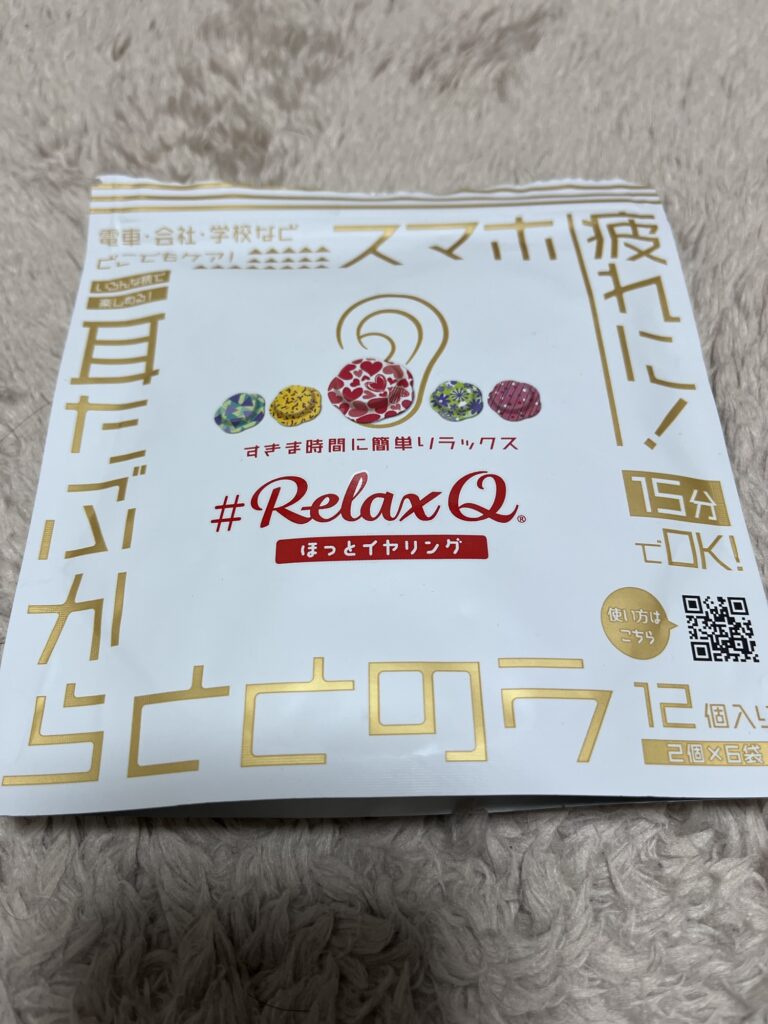 電車・会社・学校など
どこでもケア!
スマホ
疲れに!
いろんな柄で
楽しめる!
耳たぶから
ととのう
すきま時間に簡単リラックス
#RelaxQ®
ほっとイヤリング
15分
でOK!
使い方は
こちら
12個入り
2個×6袋